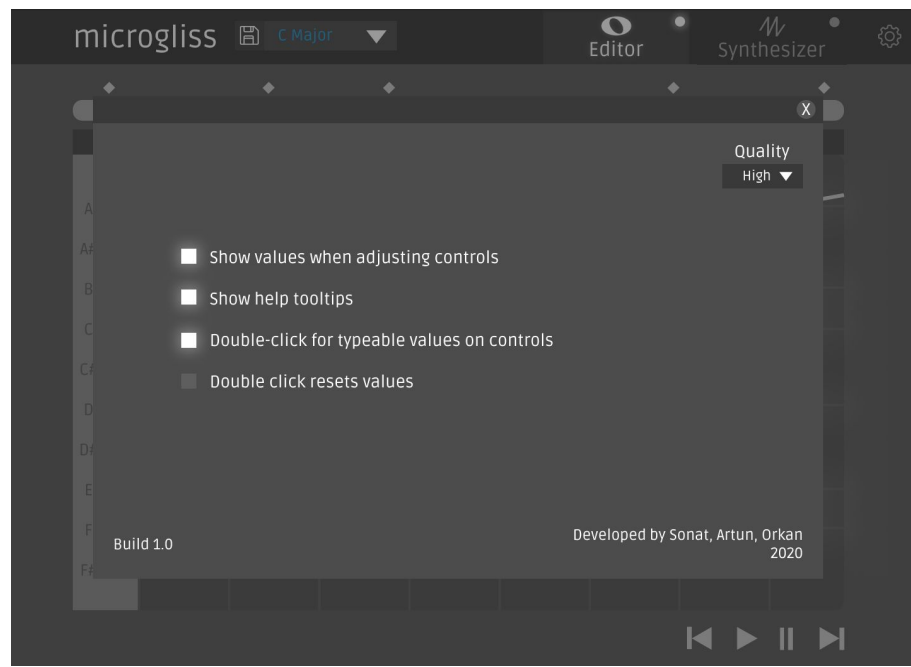 microgliss
C Major
Editor
Synthesizer
X
Quality
High
A
A#
B
C
C#
D
D#
E
F
F#
Show values when adjusting controls
Show help tooltips
Double-click for typeable values on controls
Double click resets values
Build 1.0
Developed by Sonat, Artun, Orkan
2020